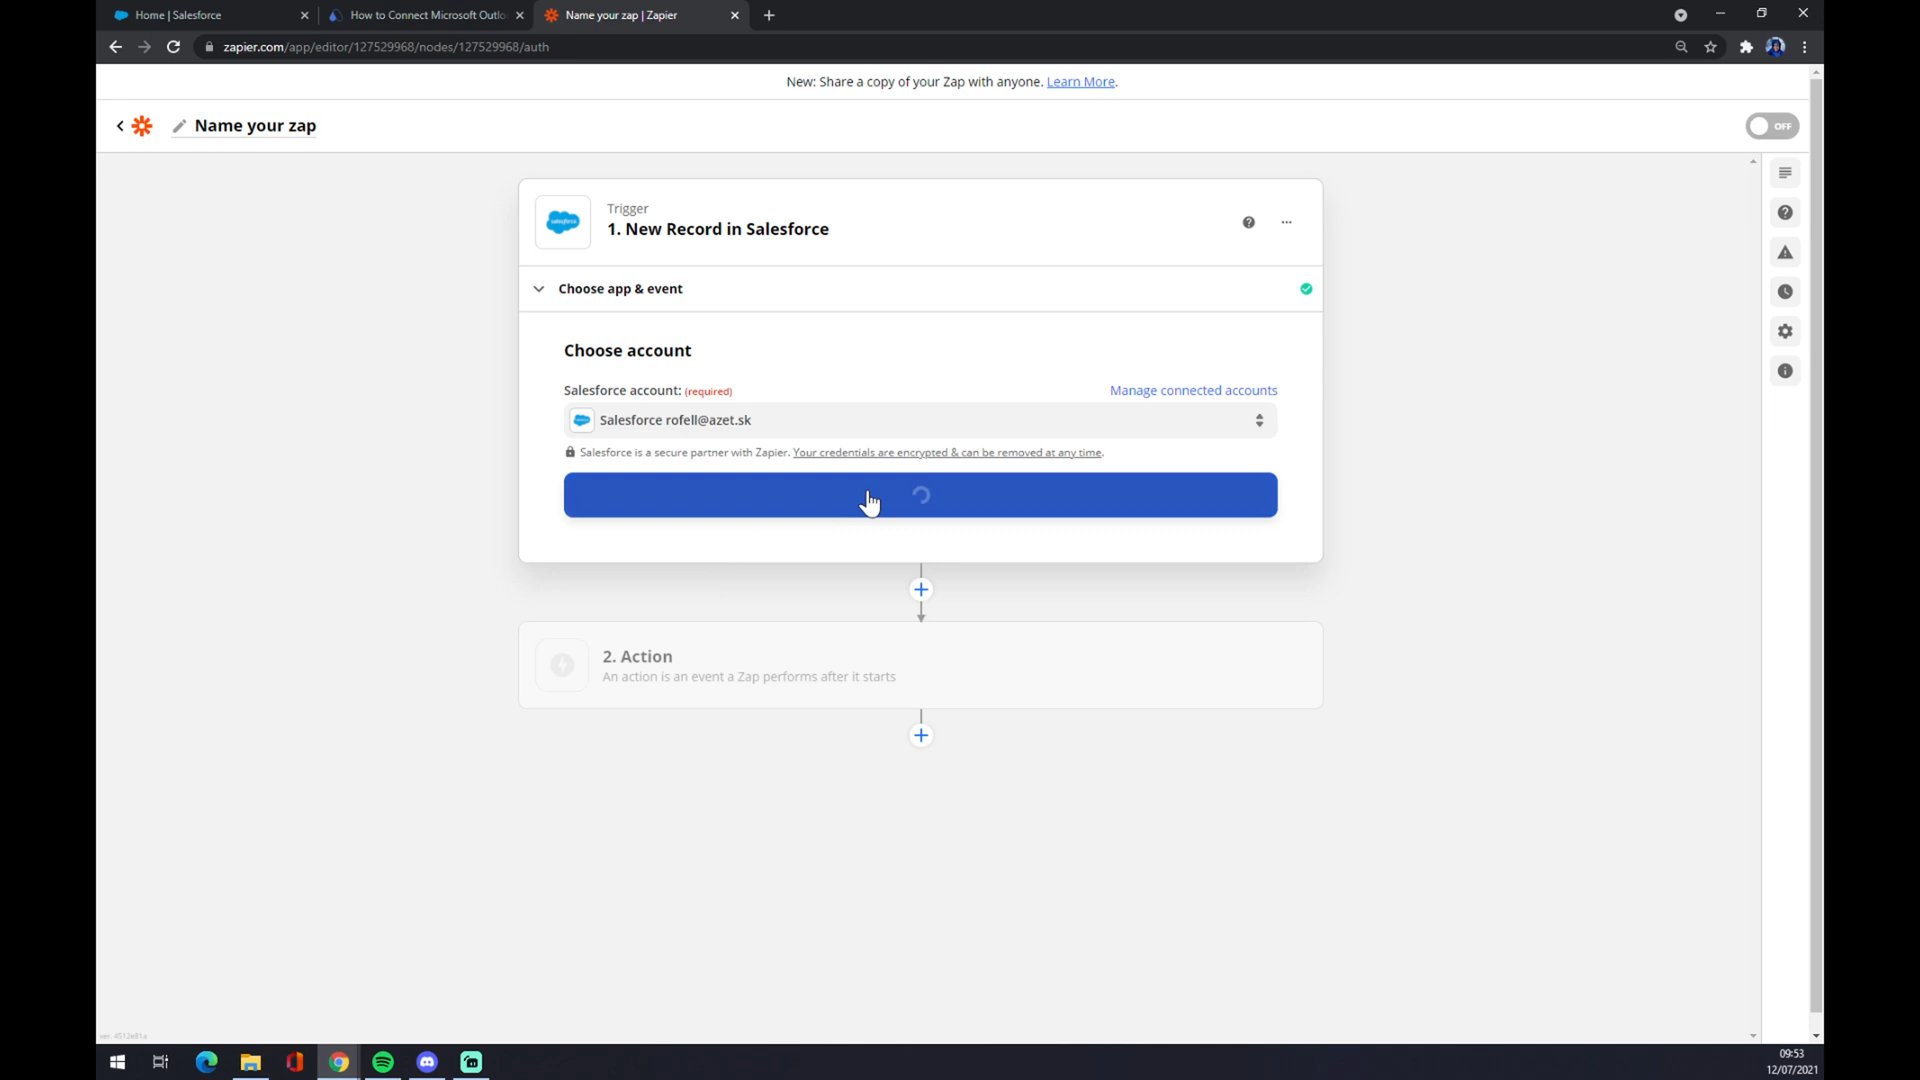 Home | Salesforce
How to Connect Microsoft Outlo
Name your zap | Zapier
zapier.com/app/editor/127529968/nodes/127529968/auth
New: Share a copy of your Zap with anyone. Learn More.
Name your zap
OFF
Trigger
1. New Record in Salesforce
Choose app & event
Choose account
Salesforce account: (required)
Manage connected accounts
Salesforce rofell@azet.sk
Salesforce is a secure partner with Zapier. Your credentials are encrypted & can be removed at any time.
2. Action
An action is an event a Zap performs after it starts
09:53
12/07/2021